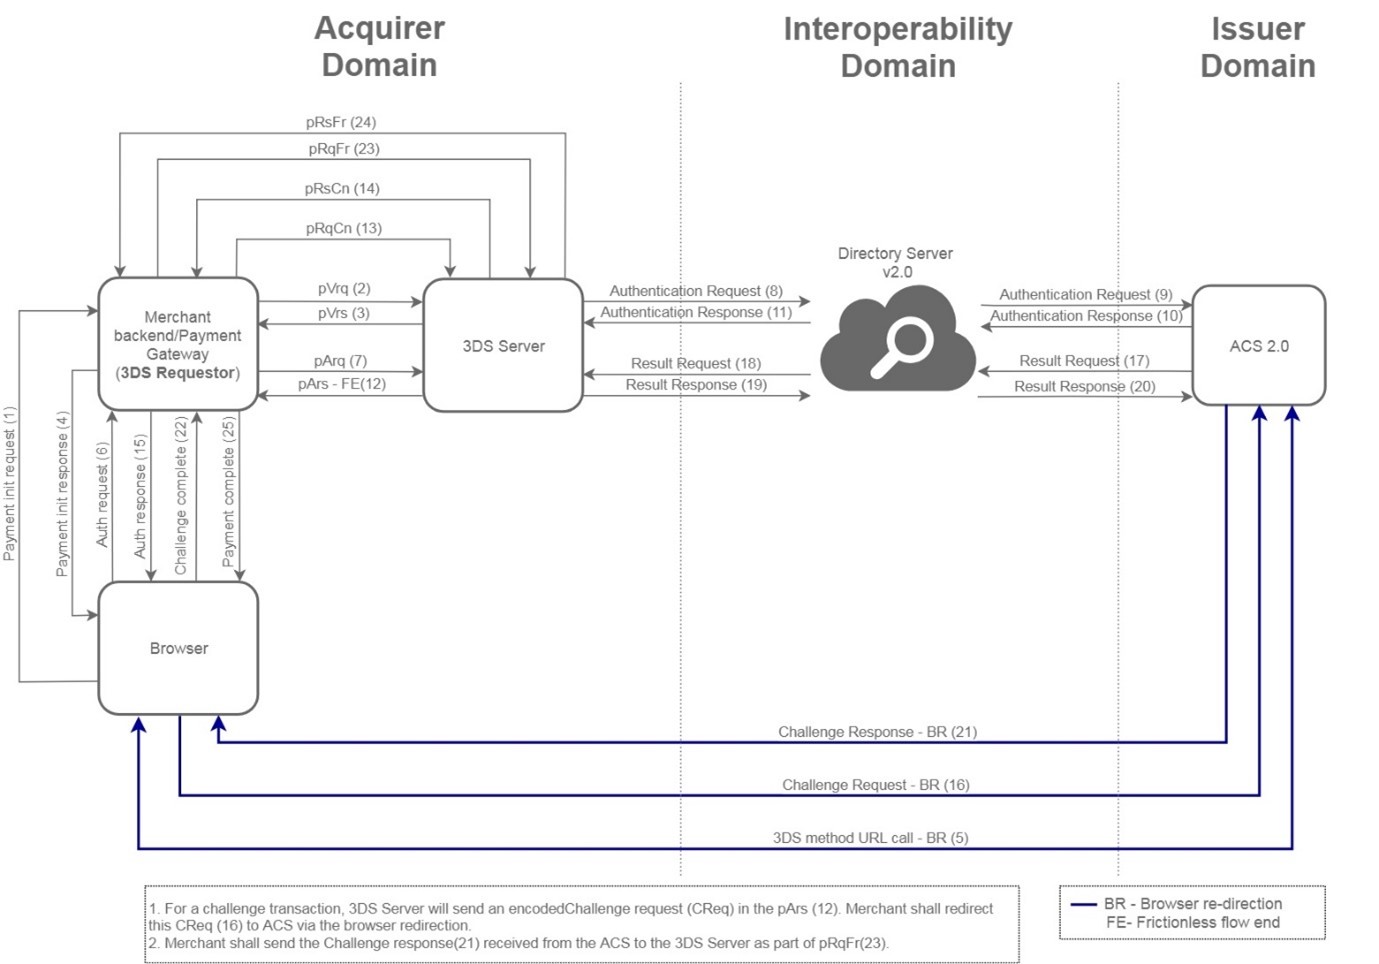 Acquirer
Domain
Interoperability
Domain
Issuer
Domain
pRsFr (24)
pRqFr (23)
pRsCn (14)
pRqCn (13)
Directory Server
v2.0
pVrq (2)
pVrs (3)
pArq (7)
pArs - FE(12)
Merchant
backend/Payment
Gateway
(3DS Requestor)
3DS Server
Authentication Request (8)
Authentication Response (11)
Result Request (18)
Result Response (19)
Authentication Request (9)
Authentication Response (10)
Result Request (17)
Result Response (20)
ACS 2.0
Payment init request (1)
Payment init response (4)
Auth request (6)
Auth response (15)
Challenge complete (22)
Payment complete (25)
Browser
Challenge Response - BR (21)
Challenge Request - BR (16)
3DS method URL call - BR (5)
1. For a challenge transaction, 3DS Server will send an encodedChallenge request (CReq) in the pArs (12). Merchant shall redirect
this CReq (16) to ACS via the browser redirection.
2. Merchant shall send the Challenge response(21) received from the ACS to the 3DS Server as part of pRqFr(23).
BR - Browser re-direction
FE- Frictionless flow end